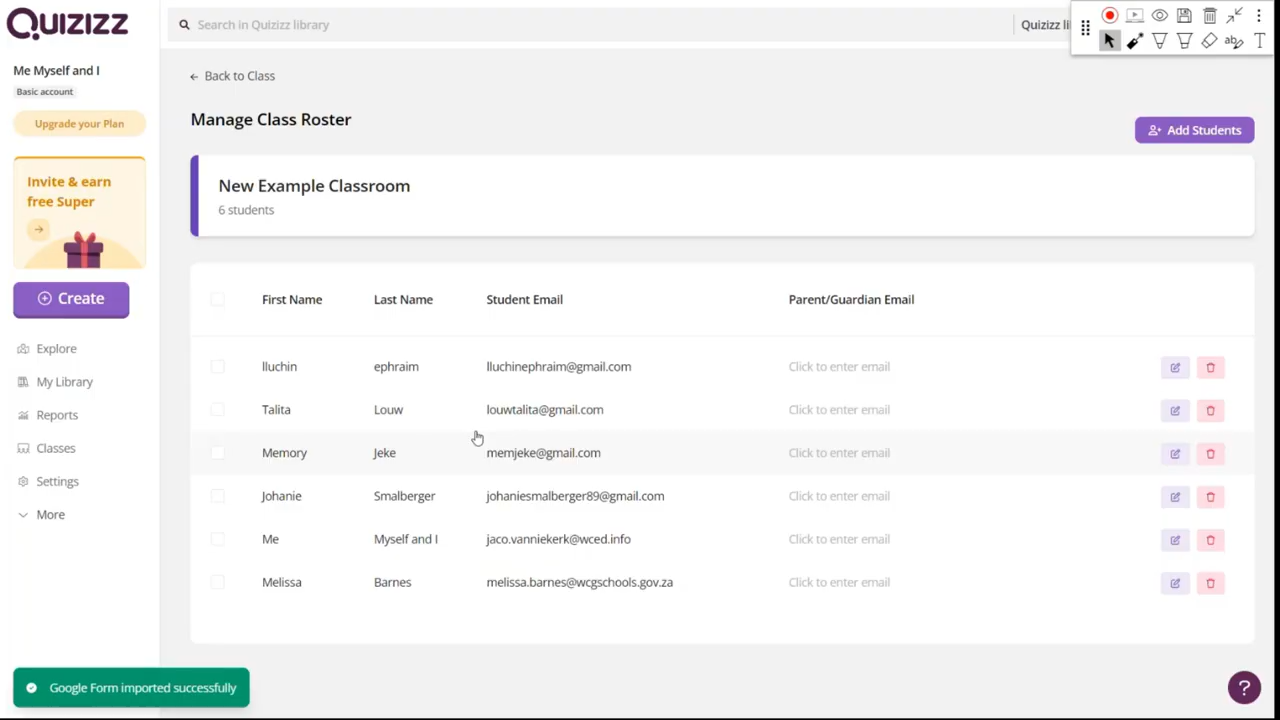 QUIZIZZ
Search in Quizizz library
Quizizz li
Me Myself and I
Basic account
Upgrade your Plan
Invite & earn
free Super
Create
Explore
My Library
Reports
Classes
Settings
More
← Back to Class
Manage Class Roster
Add Students
New Example Classroom
6 students
First Name Last Name Student Email Parent/Guardian Email
lluchin ephraim lluchinephraim@gmail.com Click to enter email
Talita Louw louwtalita@gmail.com Click to enter email
Memory Jeke memjeke@gmail.com Click to enter email
Johanie Smalberger johaniesmalberger89@gmail.com Click to enter email
Me Myself and I jaco.vanniekerk@wced.info Click to enter email
Melissa Barnes melissa.barnes@wcgschools.gov.za Click to enter email
Google Form imported successfully
?